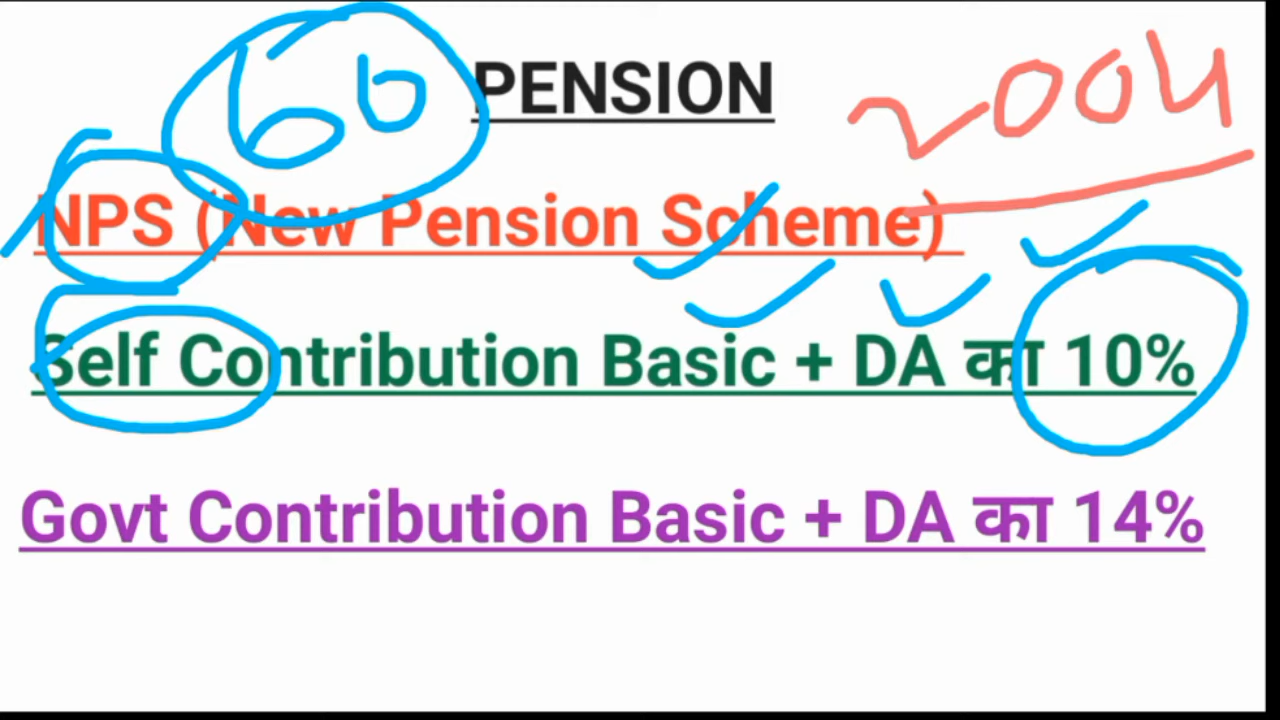 60 PENSION 2004
NPS (New Pension Scheme)
Self Contribution Basic + DA का 10%
Govt Contribution Basic + DA का 14%